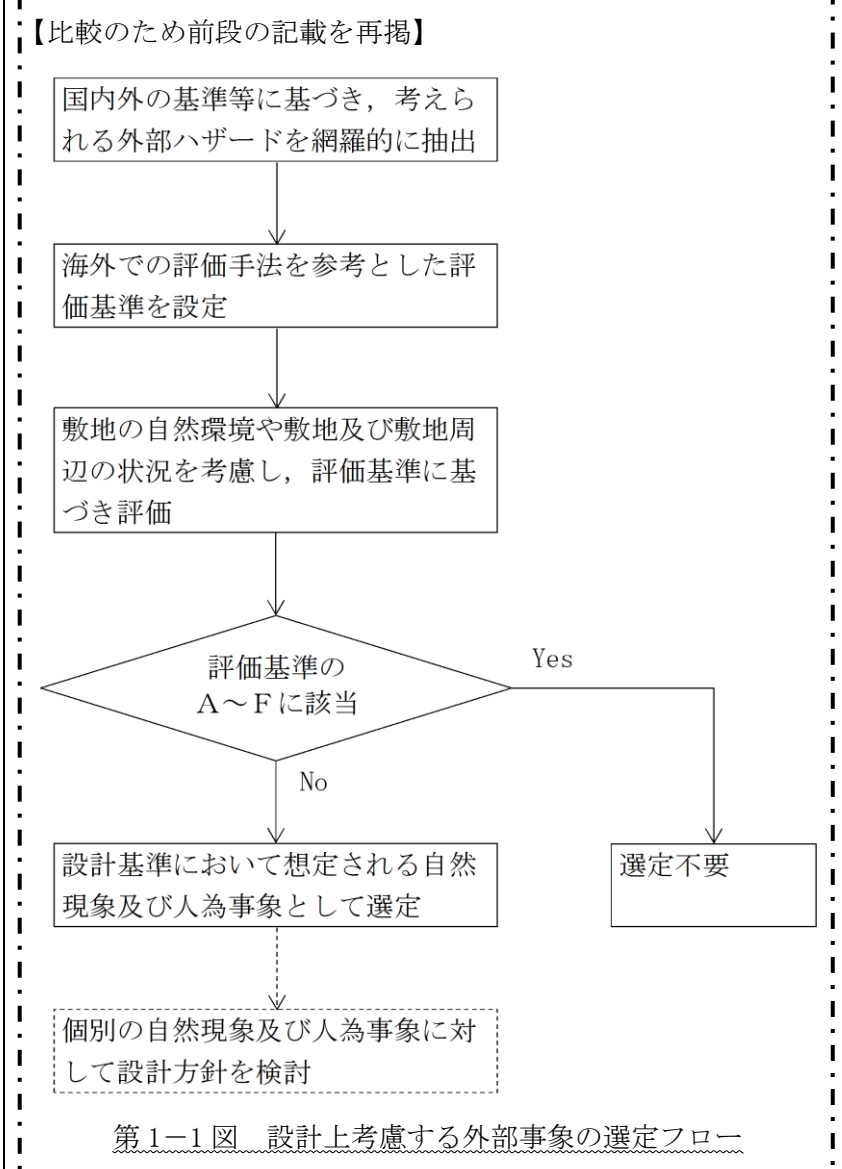 【比較のため前段の記載を再掲】
国内外の基準等に基づき，考えら
れる外部ハザードを網羅的に抽出
海外での評価手法を参考とした評
価基準を設定
敷地の自然環境や敷地及び敷地周
辺の状況を考慮し，評価基準に基
づき評価
評価基準の
A～Fに該当
Yes
No
設計基準において想定される自然
現象及び人為事象として選定
選定不要
個別の自然現象及び人為事象に対
して設計方針を検討
第1－1図　設計上考慮する外部事象の選定フロー